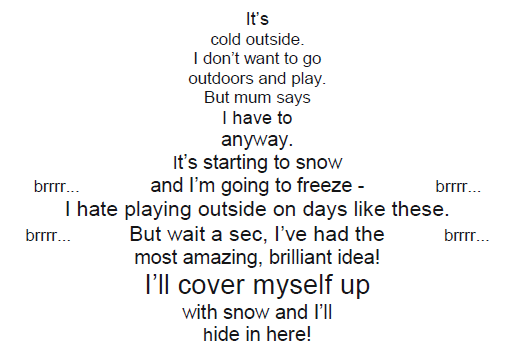 It’s
cold outside.
I don’t want to go
outdoors and play.
But mum says
I have to
anyway.
It’s starting to snow
brrrr... and I’m going to freeze - brrrr...
I hate playing outside on days like these.
brrrr... But wait a sec, I’ve had the brrrr...
most amazing, brilliant idea!
I’ll cover myself up
with snow and I’ll
hide in here!